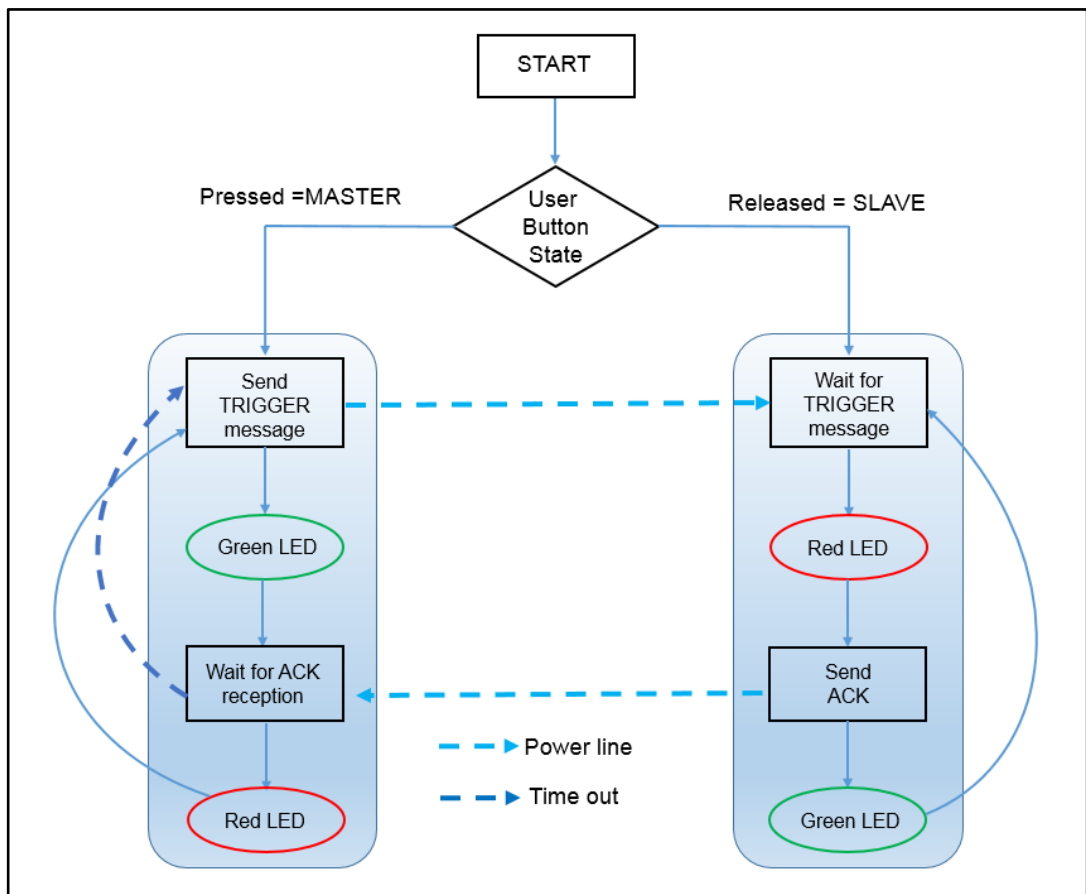 START
Pressed =MASTER
User
Button
State
Released = SLAVE
Send
TRIGGER
message
Wait for
TRIGGER
message
Green LED
Red LED
Wait for ACK
reception
Send
ACK
Power line
Time out
Red LED
Green LED